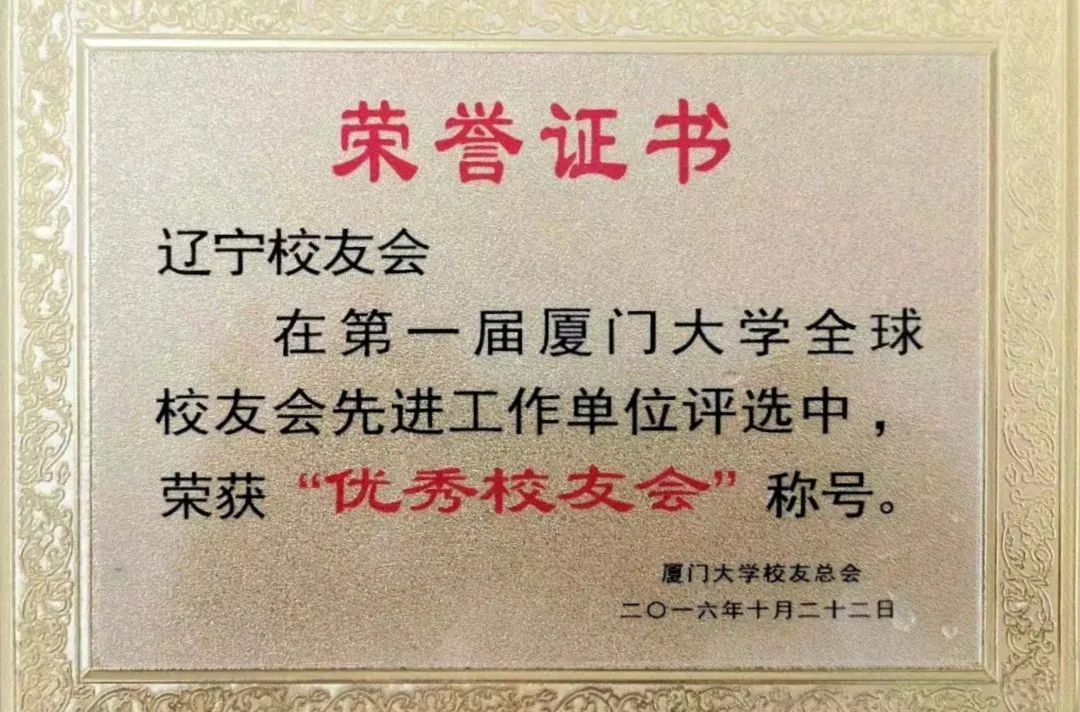 荣誉证书
辽宁校友会
在第一届厦门大学全球
校友会先进工作单位评选中，
荣获“优秀校友会”称号。
厦门大学校友总会
二〇一六年十月二十二日